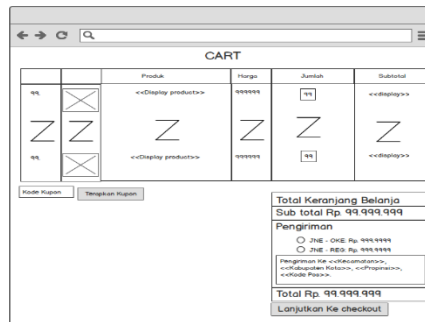 CART
Produk Harga Jumlah Subtotal
99 <<Display product>> 999999 99 <<display>>
Z Z Z Z Z Z
99 <<Display product>> 999999 99 <<display>>
Kode Kupon Terapkan Kupon
Total Keranjang Belanja
Sub total Rp. 99.999.999
Pengiriman
JNE - OKE: Rp. 999.9999
JNE - REG: Rp. 999.9999
Pengiriman Ke <<Kecamatan>>,
<<Kabupaten Kota>>, <<Propinsi>>,
<<Kode Pos>>.
Total Rp. 99.999.999
Lanjutkan Ke checkout